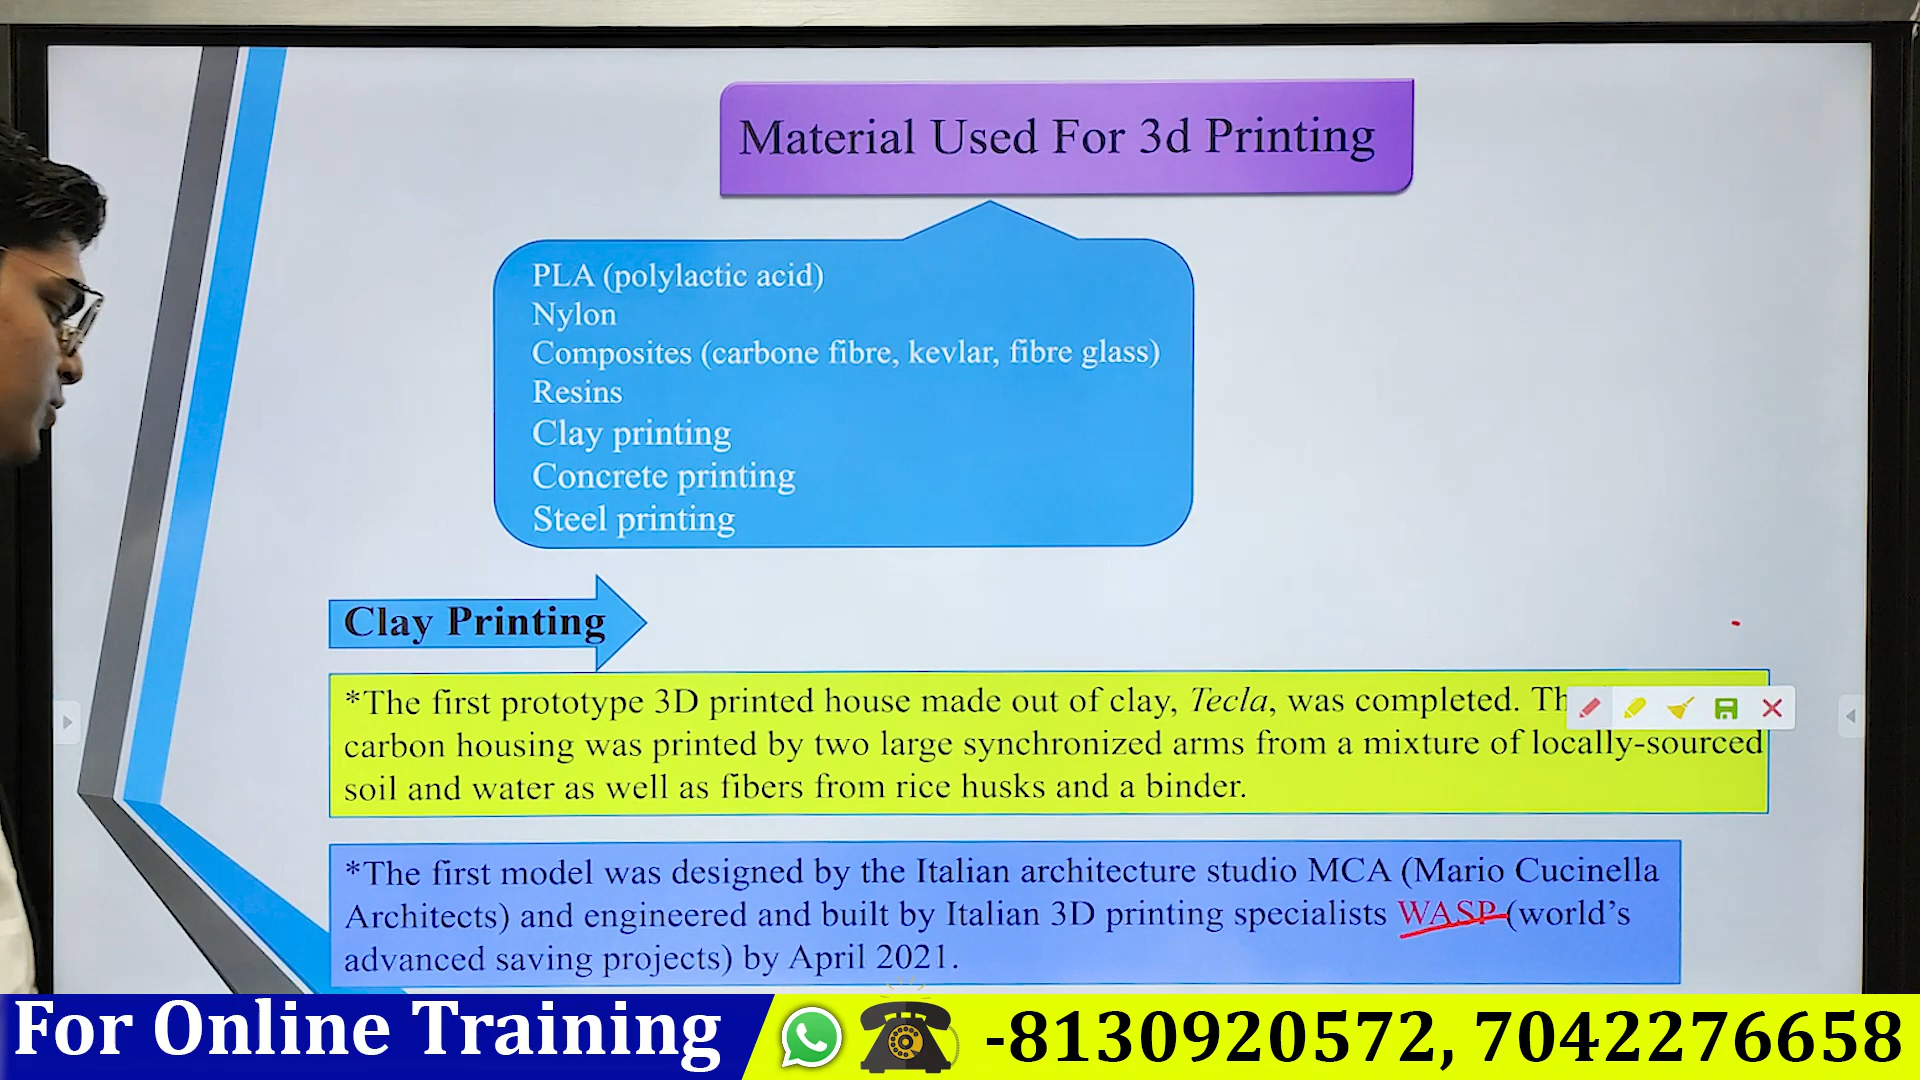 Material Used For 3d Printing
PLA (polylactic acid)
Nylon
Composites (carbone fibre, kevlar, fibre glass)
Resins
Clay printing
Concrete printing
Steel printing
Clay Printing
*The first prototype 3D printed house made out of clay, Tecla, was completed.
carbon housing was printed by two large synchronized arms from a mixture of locally-sourced
soil and water as well as fibers from rice husks and a binder.
*The first model was designed by the Italian architecture studio MCA (Mario Cucinella
Architects) and engineered and built by Italian 3D printing specialists WASP (world’s
advanced saving projects) by April 2021.
For Online Training -8130920572, 7042276658